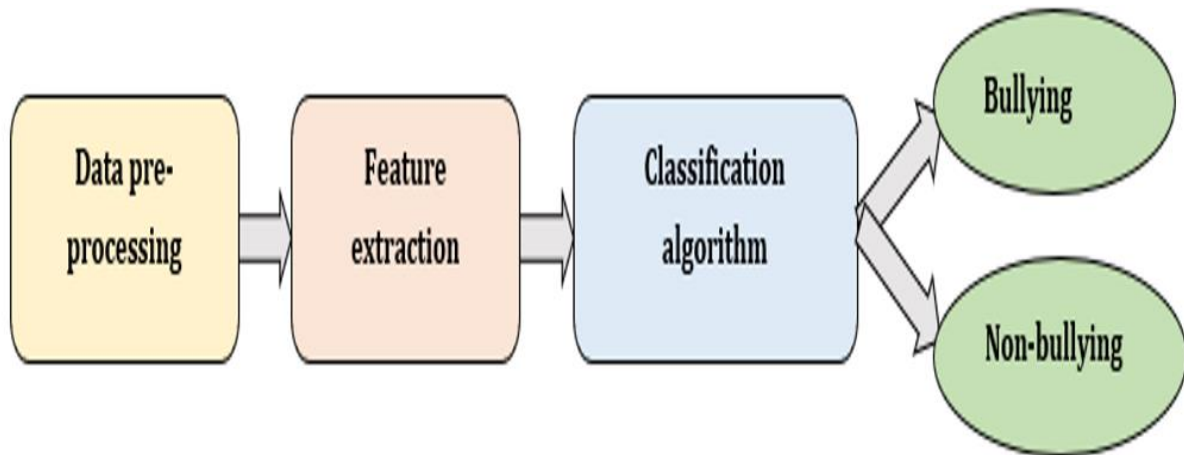 Data pre-
processing
Feature
extraction
Classification
algorithm
Bullying
Non-bullying